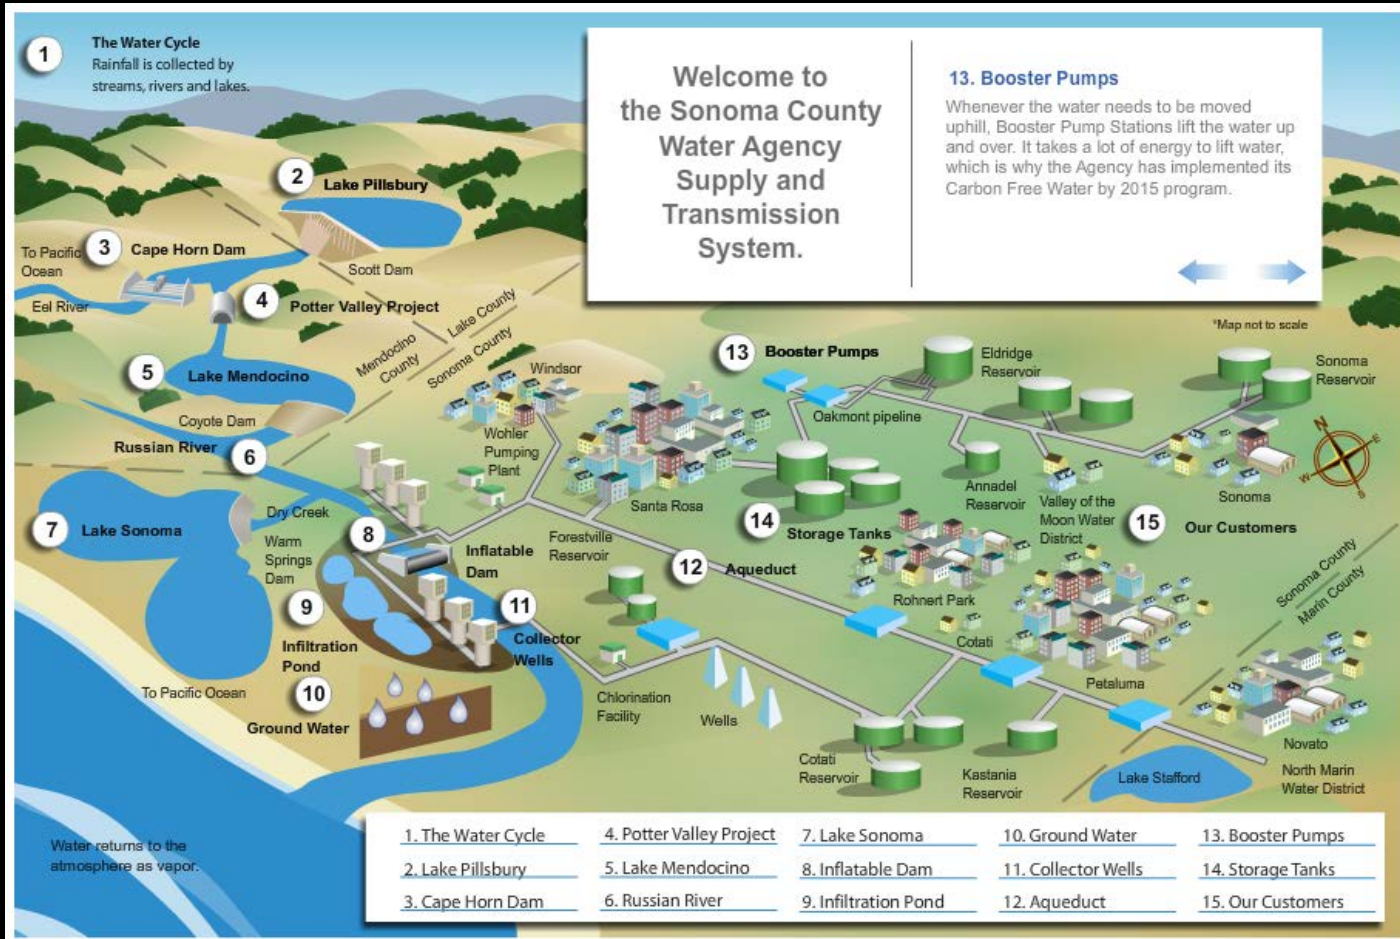 1
The Water Cycle
Rainfall is collected by
streams, rivers and lakes.
Welcome to
the Sonoma County
Water Agency
Supply and
Transmission
System.
13. Booster Pumps
Whenever the water needs to be moved
uphill, Booster Pump Stations lift the water up
and over. It takes a lot of energy to lift water,
which is why the Agency has implemented its
Carbon Free Water by 2015 program.
2
Lake Pillsbury
3
Cape Horn Dam
To Pacific
Ocean
Scott Dam
Eel River
4
Potter Valley Project
Mendocino
County
Lake County
Sonoma County
*Map not to scale
5
Lake Mendocino
Coyote Dam
Windsor
13
Booster Pumps
Eldridge
Reservoir
Sonoma
Reservoir
Oakmont pipeline
Russian River
6
Wohler
Pumping
Plant
N
E
W
S
7
Lake Sonoma
Dry Creek
Warm
Springs
Dam
8
Inflatable
Dam
Forestville
Reservoir
Santa Rosa
14
Storage Tanks
Annadel
Reservoir
Valley of the
Moon Water
District
15
Our Customers
Sonoma
12
Aqueduct
Rohnert Park
Cotati
Sonoma County
Marin County
9
Infiltration
Pond
11
Collector
Wells
To Pacific Ocean
10
Ground Water
Chlorination
Facility
Wells
Petaluma
Cotati
Reservoir
Kastania
Reservoir
Lake Stafford
Novato
North Marin
Water District
Water returns to the
atmosphere as vapor.
1. The Water Cycle
2. Lake Pillsbury
3. Cape Horn Dam
4. Potter Valley Project
5. Lake Mendocino
6. Russian River
7. Lake Sonoma
8. Inflatable Dam
9. Infiltration Pond
10. Ground Water
11. Collector Wells
12. Aqueduct
13. Booster Pumps
14. Storage Tanks
15. Our Customers